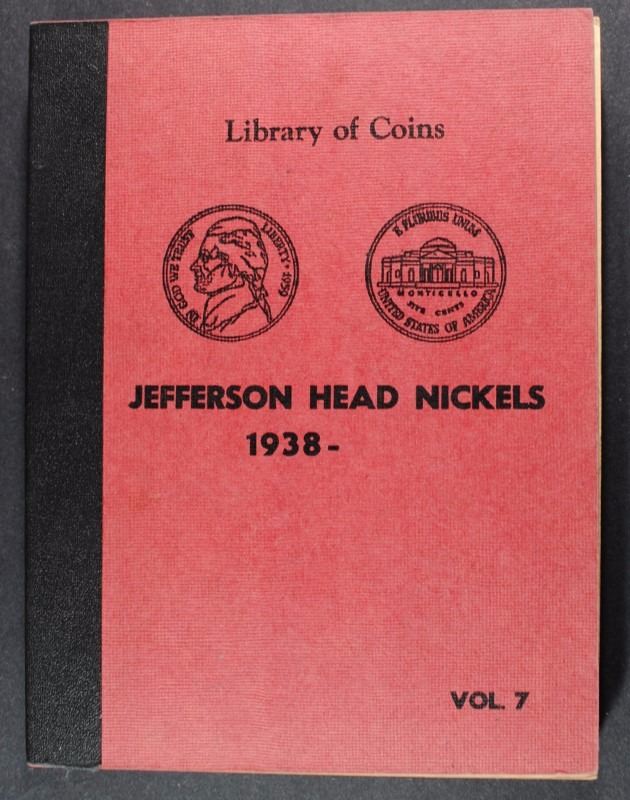 Library of Coins
IN GOD WE TRUST
LIBERTY
1959
E PLURIBUS UNUM
MONTICELLO
FIVE CENTS
UNITED STATES OF AMERICA
JEFFERSON HEAD NICKELS
1938-
VOL. 7